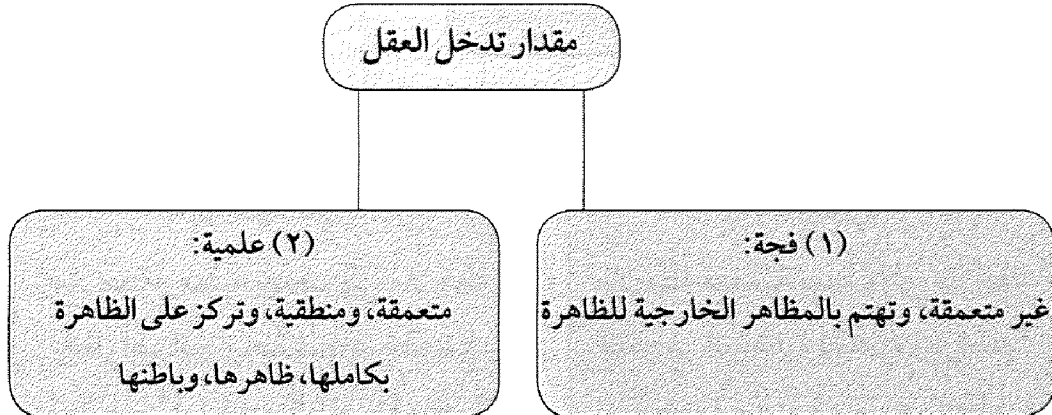 مقدار تدخل العقل
(١) فجة:
غير متعمقة، وتهتم بالمظاهر الخارجية للظاهرة
(٢) علمية:
متعمقة، ومنطقية، وتركز على الظاهرة
بكاملها، ظاهرها، وباطنها